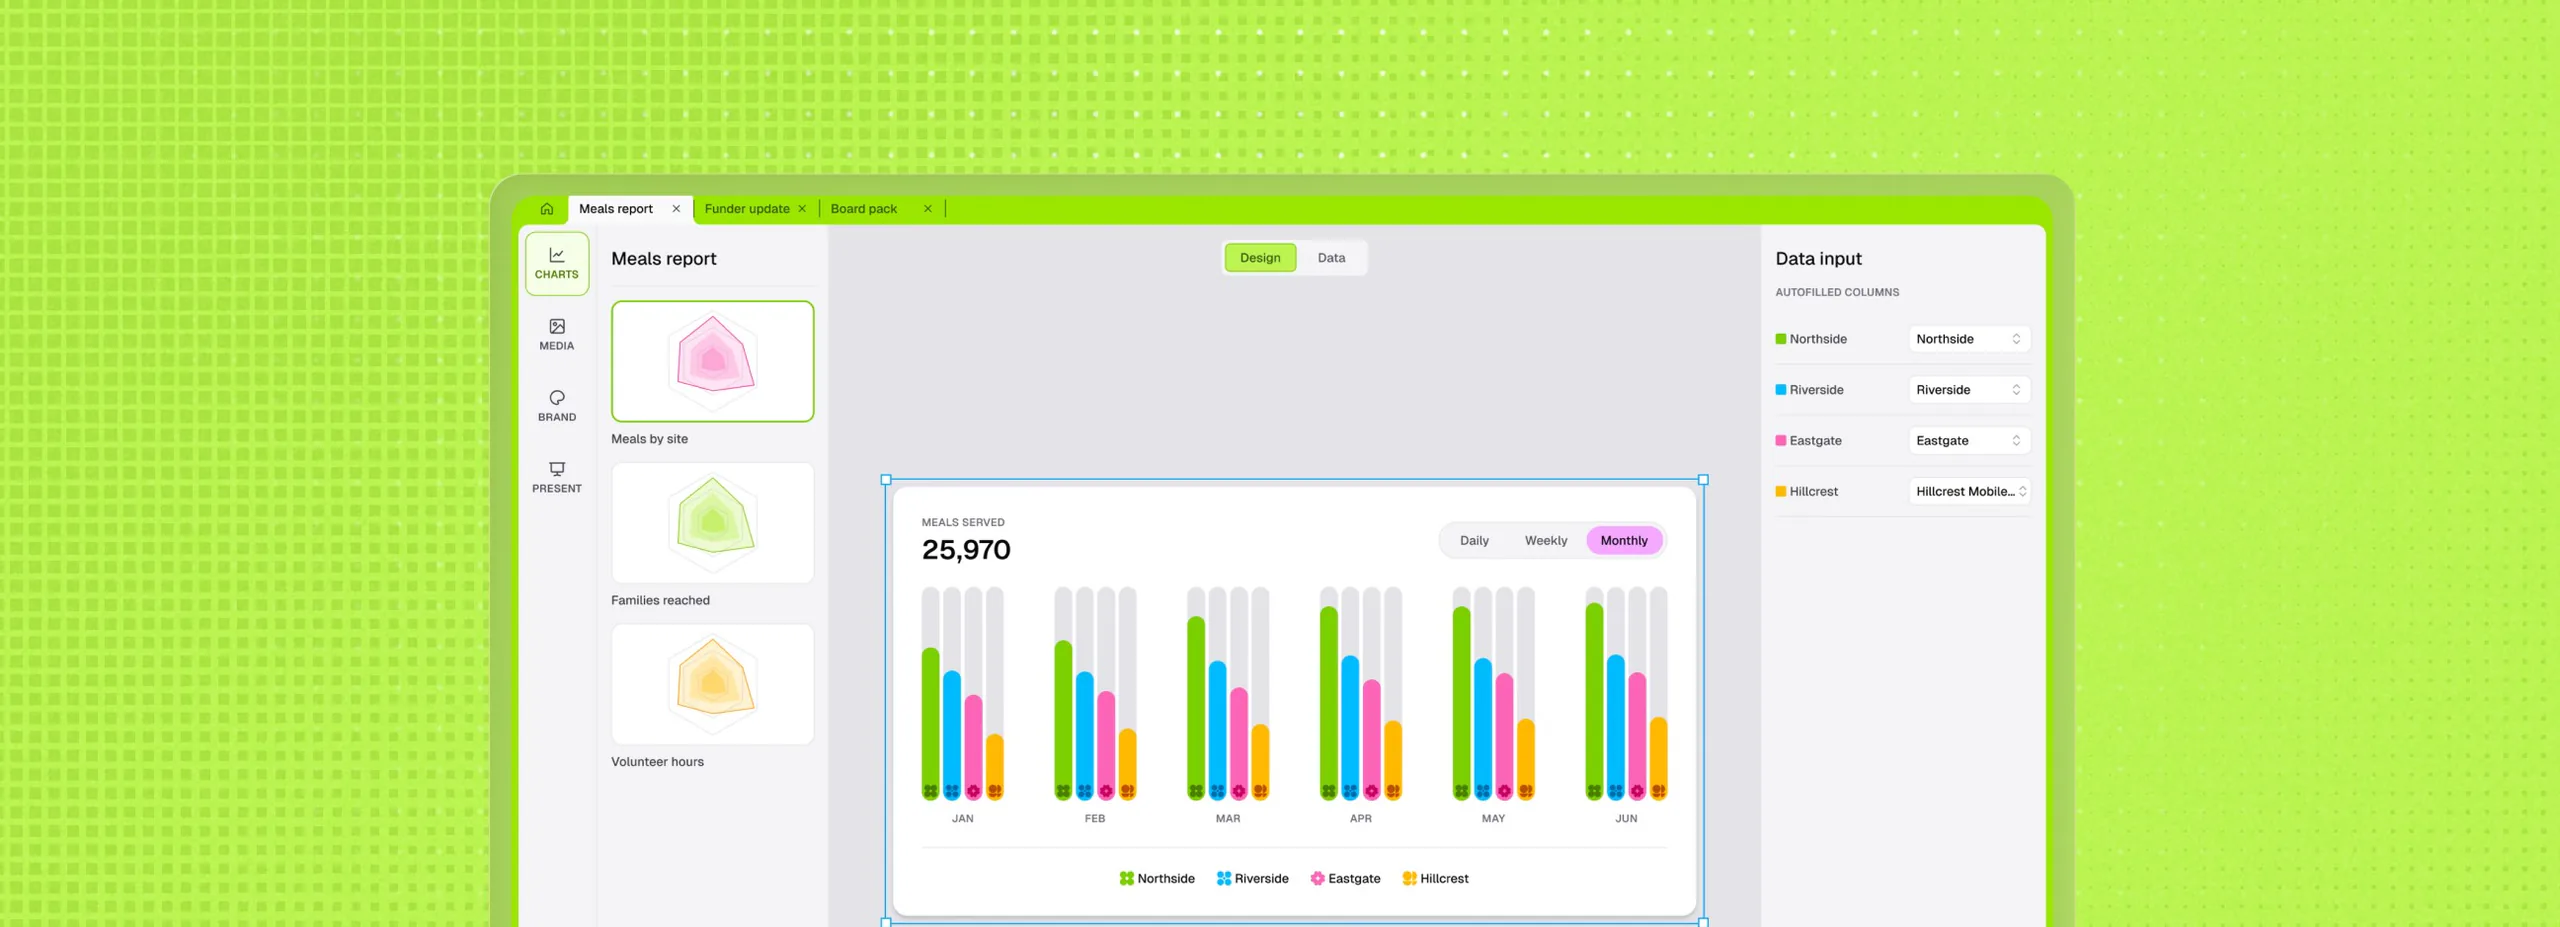 Meals report
Funder update
Board pack
CHARTS
MEDIA
BRAND
PRESENT
Meals report
Meals by site
Families reached
Volunteer hours
Design
Data
MEALS SERVED
25,970
Daily
Weekly
Monthly
JAN
FEB
MAR
APR
MAY
JUN
Northside
Riverside
Eastgate
Hillcrest
Data input
AUTOFILLED COLUMNS
Northside
Northside
Riverside
Riverside
Eastgate
Eastgate
Hillcrest
Hillcrest Mobile...